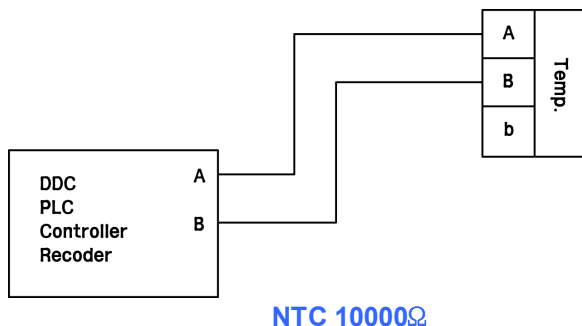 A
B
b
Temp.
DDC
PLC
Controller
Recoder
A
B
NTC 10000Ω